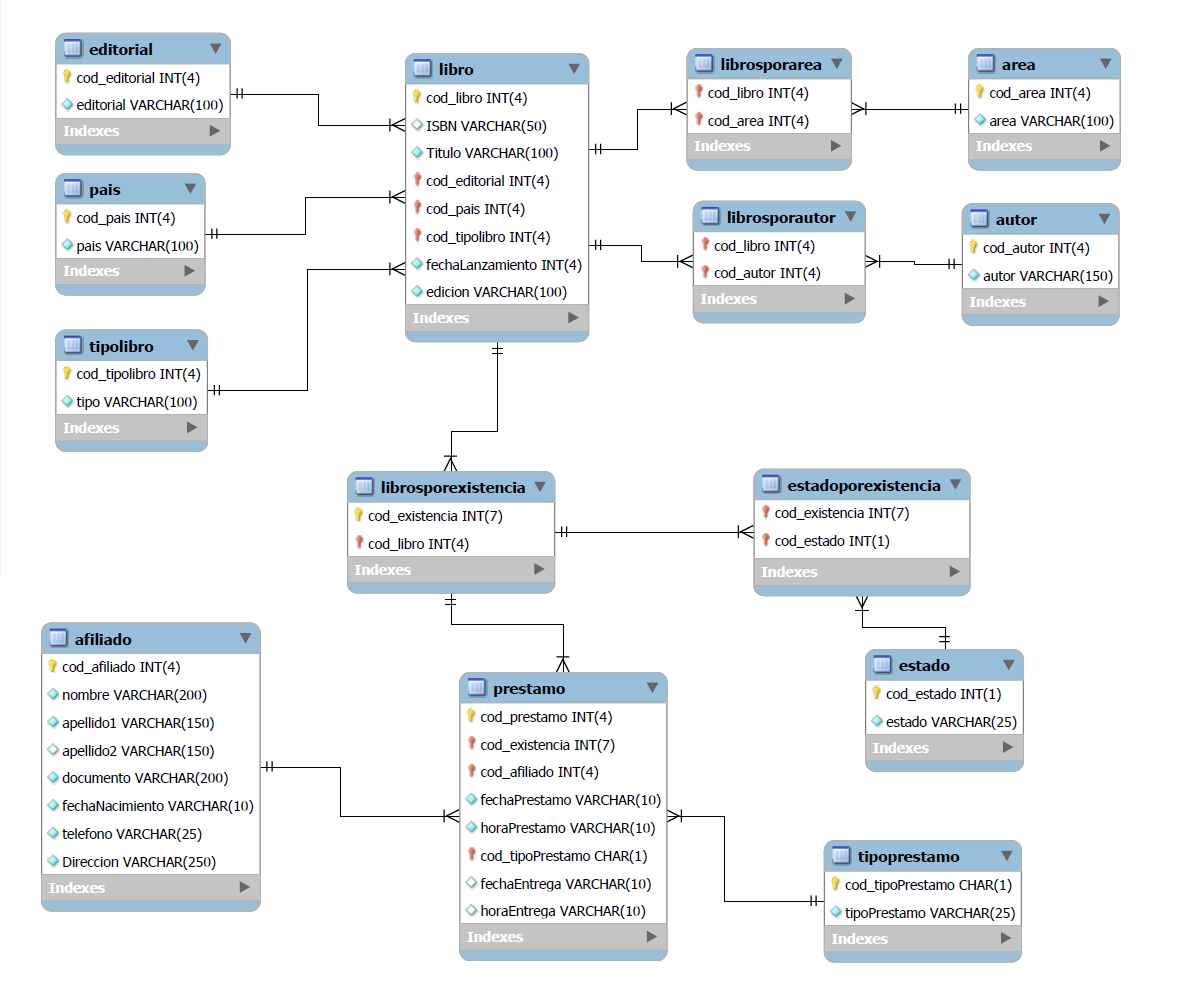 editorial
cod_editorial INT(4)
editorial VARCHAR(100)
Indexes
pais
cod_pais INT(4)
pais VARCHAR(100)
Indexes
tipolibro
cod_tipolibro INT(4)
tipo VARCHAR(100)
Indexes
libro
cod_libro INT(4)
ISBN VARCHAR(50)
Titulo VARCHAR(100)
cod_editorial INT(4)
cod_pais INT(4)
cod_tipolibro INT(4)
fechaLanzamiento INT(4)
edicion VARCHAR(100)
Indexes
librosporarea
cod_libro INT(4)
cod_area INT(4)
Indexes
area
cod_area INT(4)
area VARCHAR(100)
Indexes
librosporautor
cod_libro INT(4)
cod_autor INT(4)
Indexes
autor
cod_autor INT(4)
autor VARCHAR(150)
Indexes
librosporexistencia
cod_existencia INT(7)
cod_libro INT(4)
Indexes
estadoporexistencia
cod_existencia INT(7)
cod_estado INT(1)
Indexes
afiliado
cod_afiliado INT(4)
nombre VARCHAR(200)
apellido1 VARCHAR(150)
apellido2 VARCHAR(150)
documento VARCHAR(200)
fechaNacimiento VARCHAR(10)
telefono VARCHAR(25)
Direccion VARCHAR(250)
Indexes
prestamo
cod_prestamo INT(4)
cod_existencia INT(7)
cod_afiliado INT(4)
fechaPrestamo VARCHAR(10)
horaPrestamo VARCHAR(10)
cod_tipoPrestamo CHAR(1)
fechaEntrega VARCHAR(10)
horaEntrega VARCHAR(10)
Indexes
estado
cod_estado INT(1)
estado VARCHAR(25)
Indexes
tipoprestamo
cod_tipoPrestamo CHAR(1)
tipoPrestamo VARCHAR(25)
Indexes